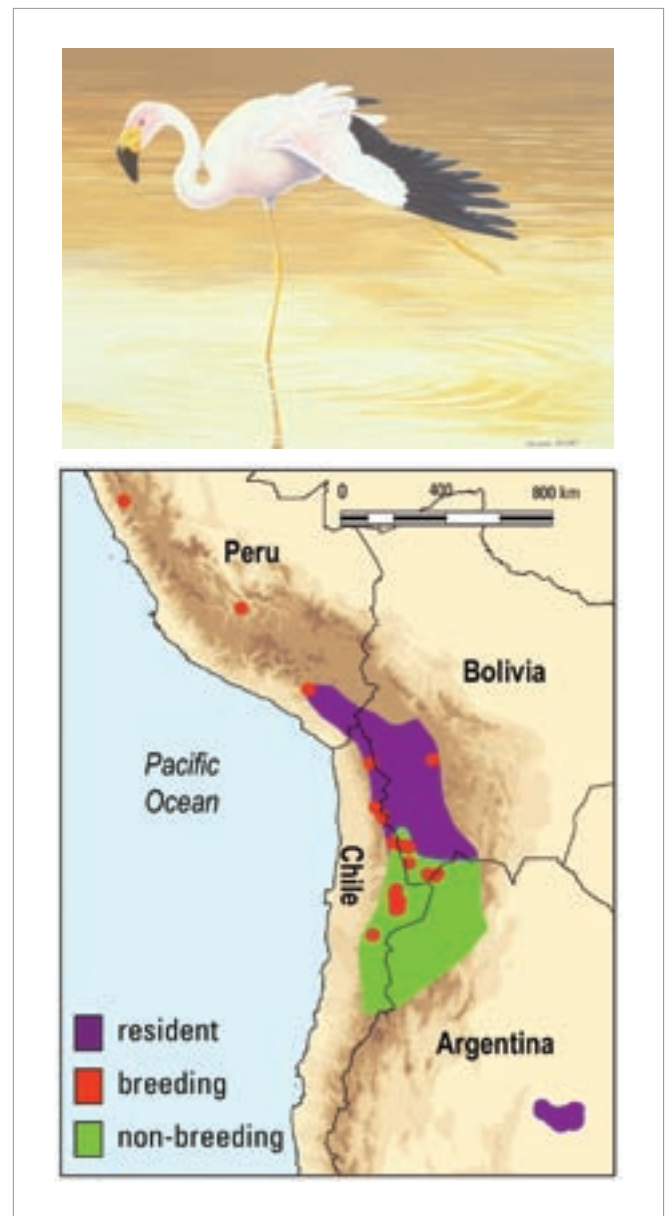 0 400 800 km
Peru
Bolivia
Pacific
Ocean
Chile
resident
breeding
Argentina
non-breeding